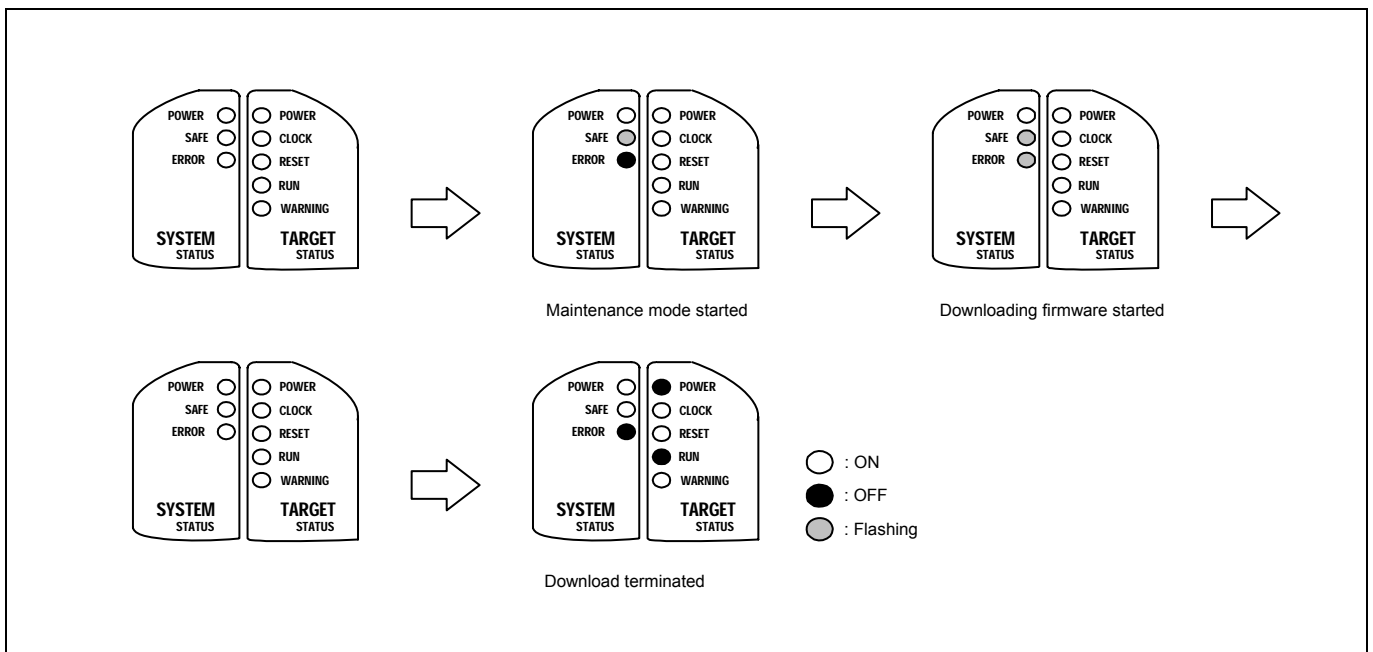 POWER POWER
SAFE CLOCK
ERROR RESET
RUN
WARNING
SYSTEM TARGET
STATUS STATUS
POWER POWER
SAFE CLOCK
ERROR RESET
RUN
WARNING
SYSTEM TARGET
STATUS STATUS
Maintenance mode started
POWER POWER
SAFE CLOCK
ERROR RESET
RUN
WARNING
SYSTEM TARGET
STATUS STATUS
Downloading firmware started
POWER POWER
SAFE CLOCK
ERROR RESET
RUN
WARNING
SYSTEM TARGET
STATUS STATUS
POWER POWER
SAFE CLOCK
ERROR RESET
RUN
WARNING
SYSTEM TARGET
STATUS STATUS
Download terminated
: ON
: OFF
: Flashing